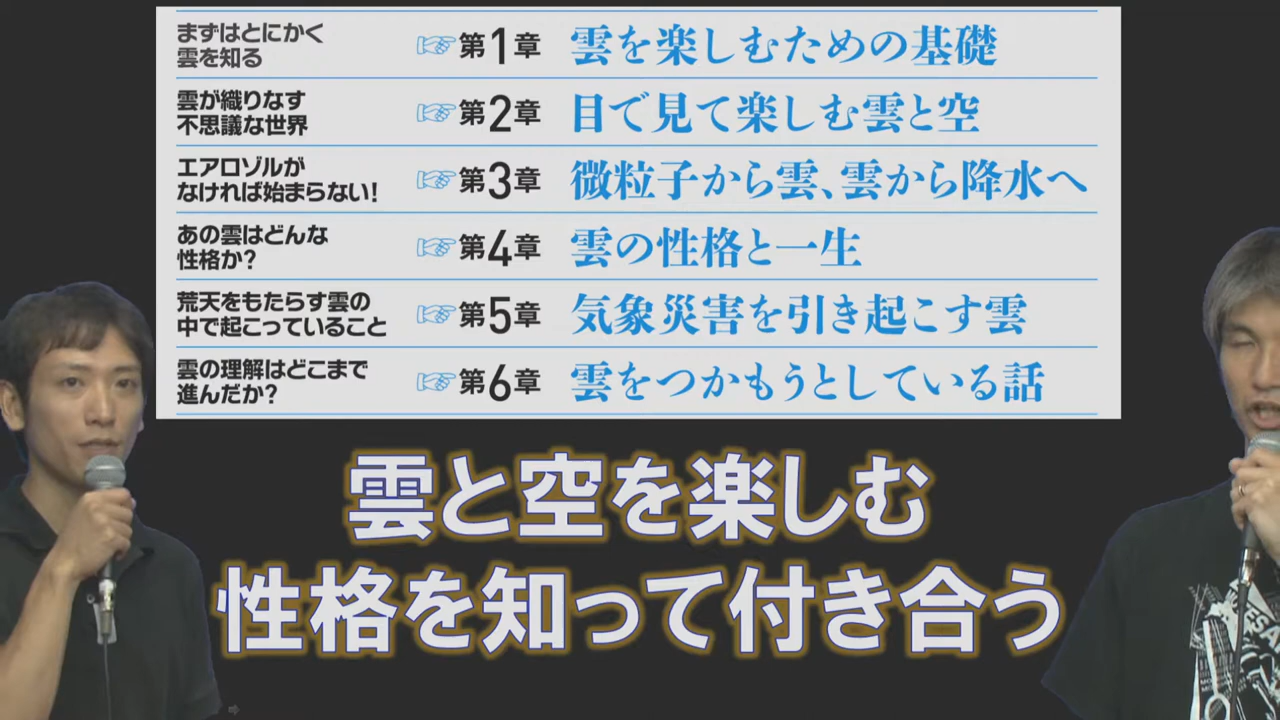 まずはとにかく
雲を知る
☞第1章 雲を楽しむための基礎
雲が織りなす
不思議な世界
☞第2章 目で見て楽しむ雲と空
エアロゾルが
なければ始まらない!
☞第3章 微粒子から雲、雲から降水へ
あの雲はどんな
性格か?
☞第4章 雲の性格と一生
荒天をもたらす雲の
中で起こっていること
☞第5章 気象災害を引き起こす雲
雲の理解はどこまで
進んだか?
☞第6章 雲をつかもうとしている話
雲と空を楽しむ
性格を知って付き合う